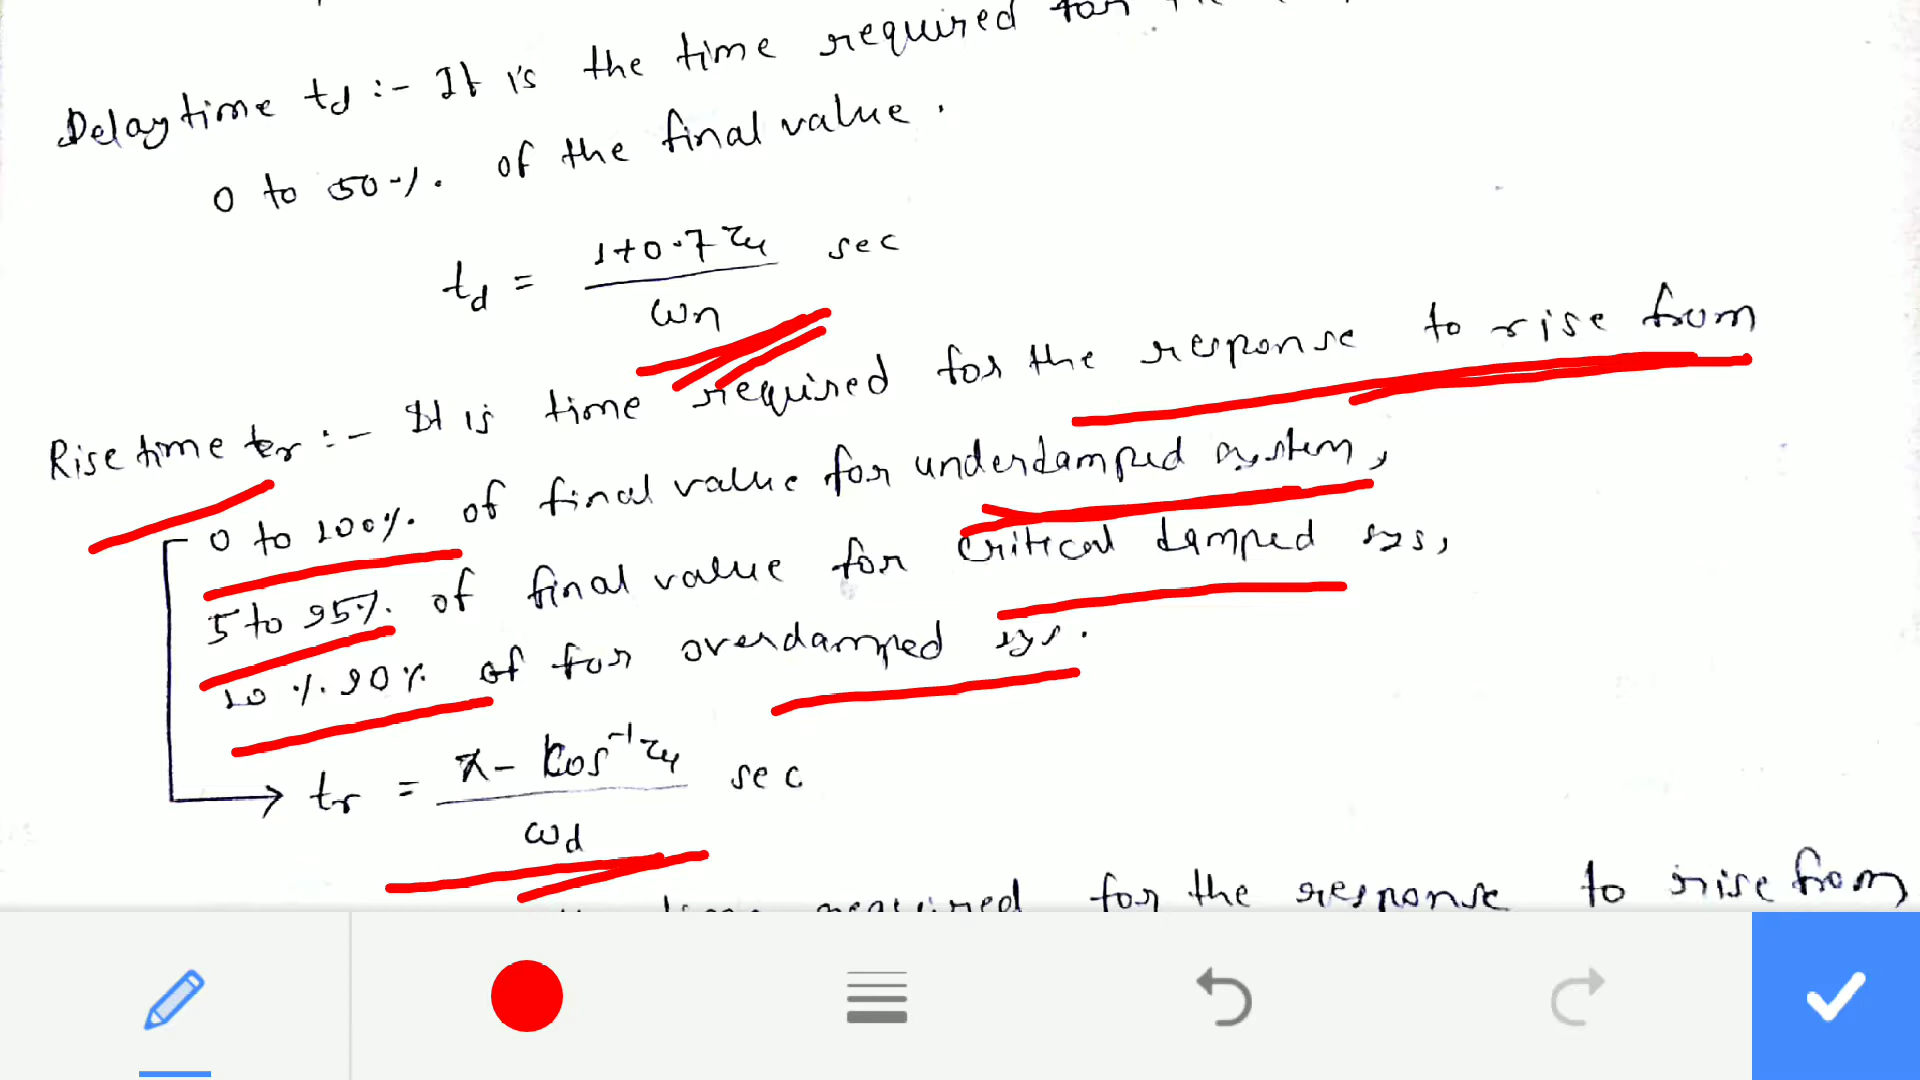 Delay time td :- It is the time required for
0 to 50%. of the final value.
td = 1+0.7ζ / ωn sec
Rise time tr :- It is time required for the response to rise from
0 to 100%. of final value for underdamped system,
5 to 95%. of final value for critical damped sys,
10 %. 90%. of for overdamped sys.
tr = π - Cos⁻¹ζ / ωd sec
required for the response to rise from